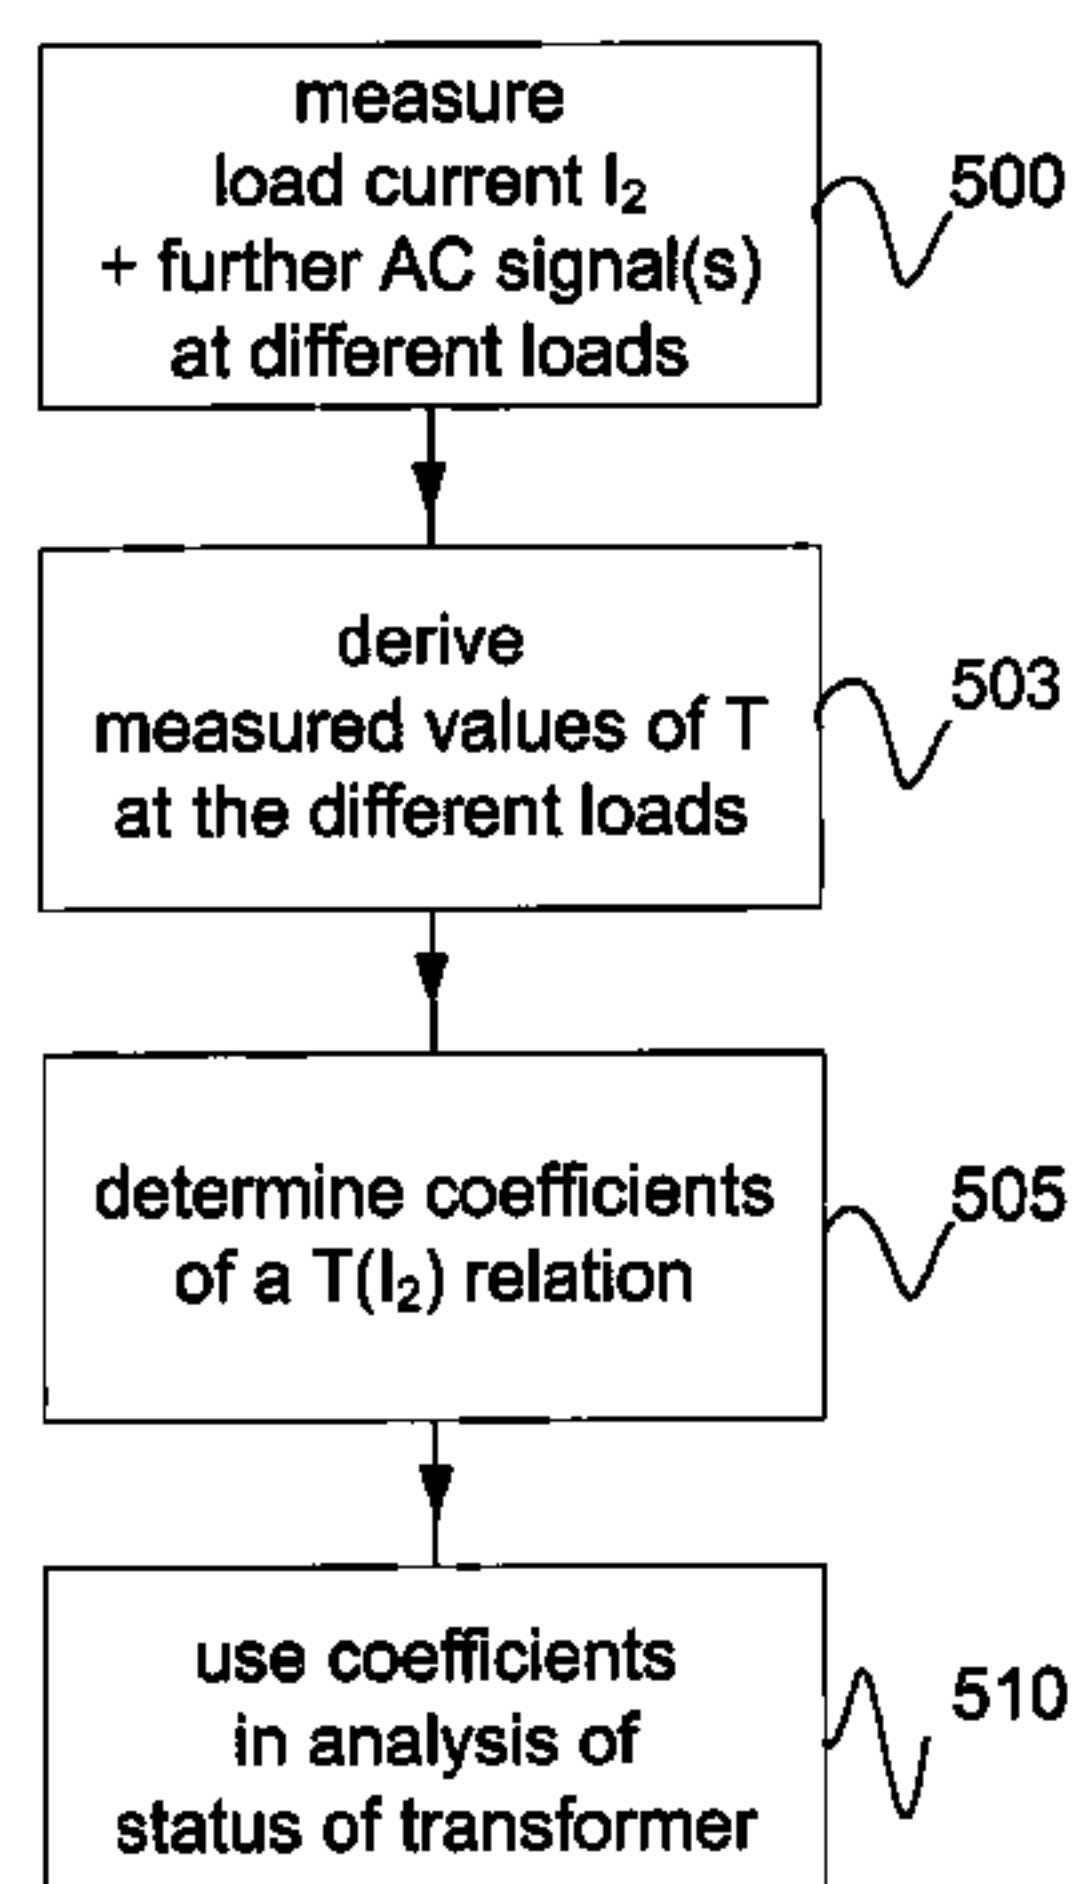 measure
load current I₂
+ further AC signal(s)
at different loads
500
derive
measured values of T
at the different loads
503
determine coefficients
of a T(I₂) relation
505
use coefficients
in analysis of
status of transformer
510